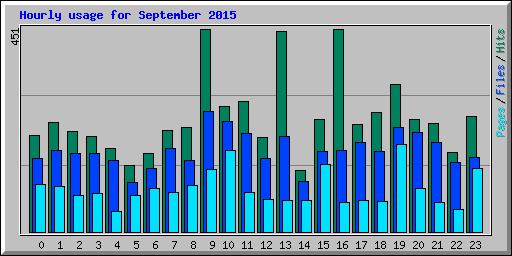 Hourly usage for September 2015
451
Pages/Files/Hits
0 1 2 3 4 5 6 7 8 9 10 11 12 13 14 15 16 17 18 19 20 21 22 23